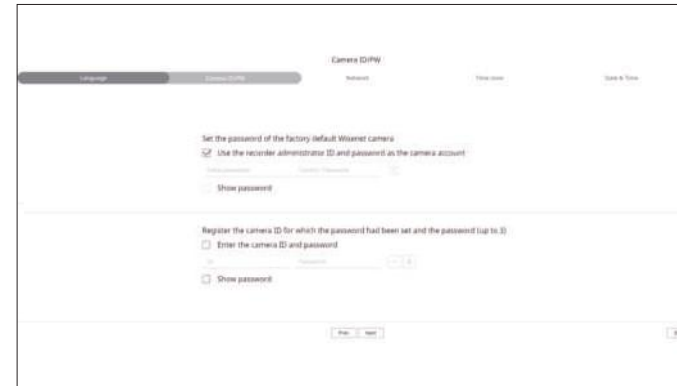 Camera ID/PW
Language Camera ID/PW Network Time zone Date & Time
Set the password of the factory default Wisenet camera
Use the recorder administrator ID and password as the camera account
Show password
Register the camera ID for which the password had been set and the password (up to 3)
Enter the camera ID and password
ID Password
Show password
Prev Next